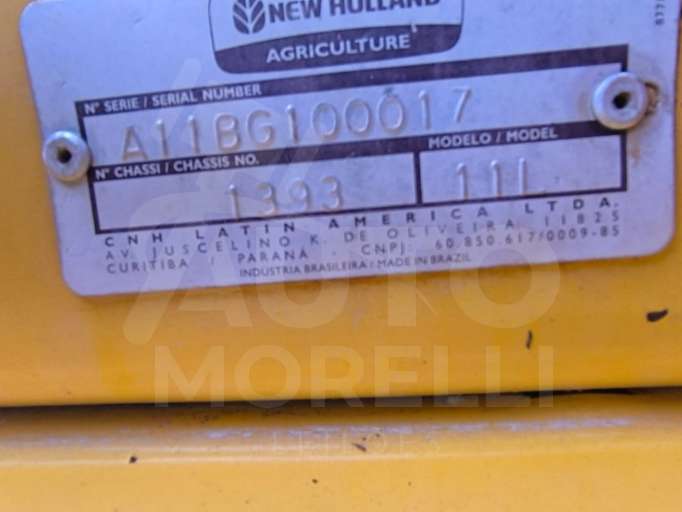 NEW HOLLAND
AGRICULTURE
Nº SERIE / SERIAL NUMBER
A11BG100017
Nº CHASSI / CHASSIS NO.
1393
MODELO / MODEL
11L
CNH LATIN AMERICA LTDA.
AV. JUSCELINO K. DE OLIVEIRA, 11825
CURITIBA / PARANÁ - CNPJ: 60.850.617/0009-85
INDUSTRIA BRASILEIRA / MADE IN BRAZIL
AUTO
MORELLI